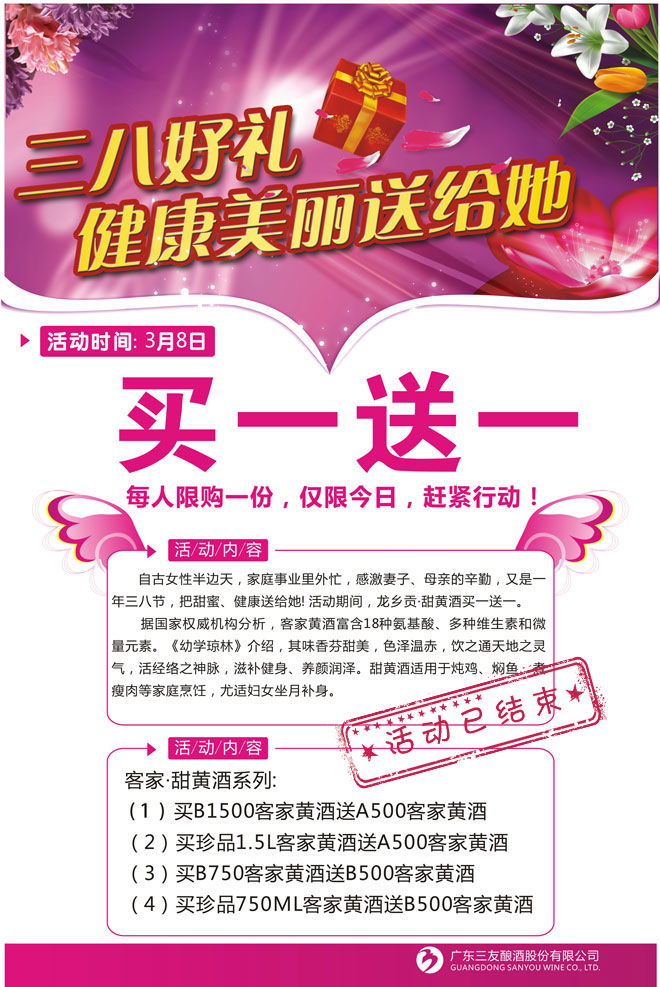 三八好礼
健康美丽送给她
活动时间: 3月8日
买一送一
每人限购一份，仅限今日，赶紧行动！
活/动/内/容
自古女性半边天，家庭事业里外忙，感激妻子、母亲的辛勤，又是一
年三八节，把甜蜜、健康送给她! 活动期间，龙乡贡·甜黄酒买一送一。
据国家权威机构分析，客家黄酒富含18种氨基酸、多种维生素和微
量元素。《幼学琼林》介绍，其味香芬甜美，色泽温赤，饮之通天地之灵
气，活经络之神脉，滋补健身、养颜润泽。甜黄酒适用于炖鸡、焖鱼、煮
瘦肉等家庭烹饪，尤适妇女坐月补身。
活动已结束
活/动/内/容
客家·甜黄酒系列:
（1）买B1500客家黄酒送A500客家黄酒
（2）买珍品1.5L客家黄酒送A500客家黄酒
（3）买B750客家黄酒送B500客家黄酒
（4）买珍品750ML客家黄酒送B500客家黄酒
广东三友酿酒股份有限公司
GUANGDONG SANYOU WINE CO., LTD.